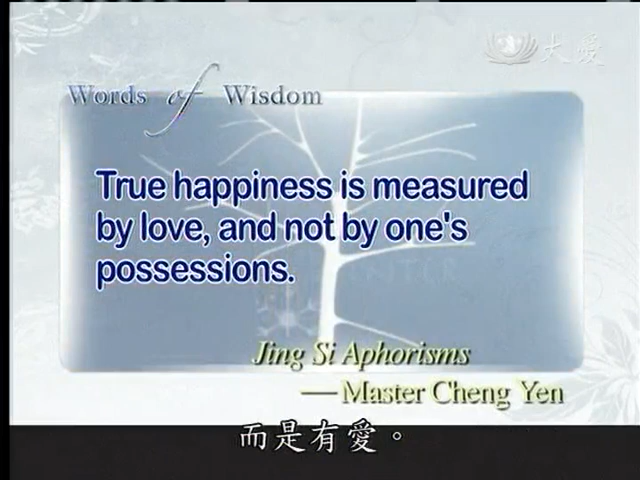 大愛
Words of Wisdom
True happiness is measured
by love, and not by one's
possessions.
Jing Si Aphorisms
—Master Cheng Yen
而是有愛。